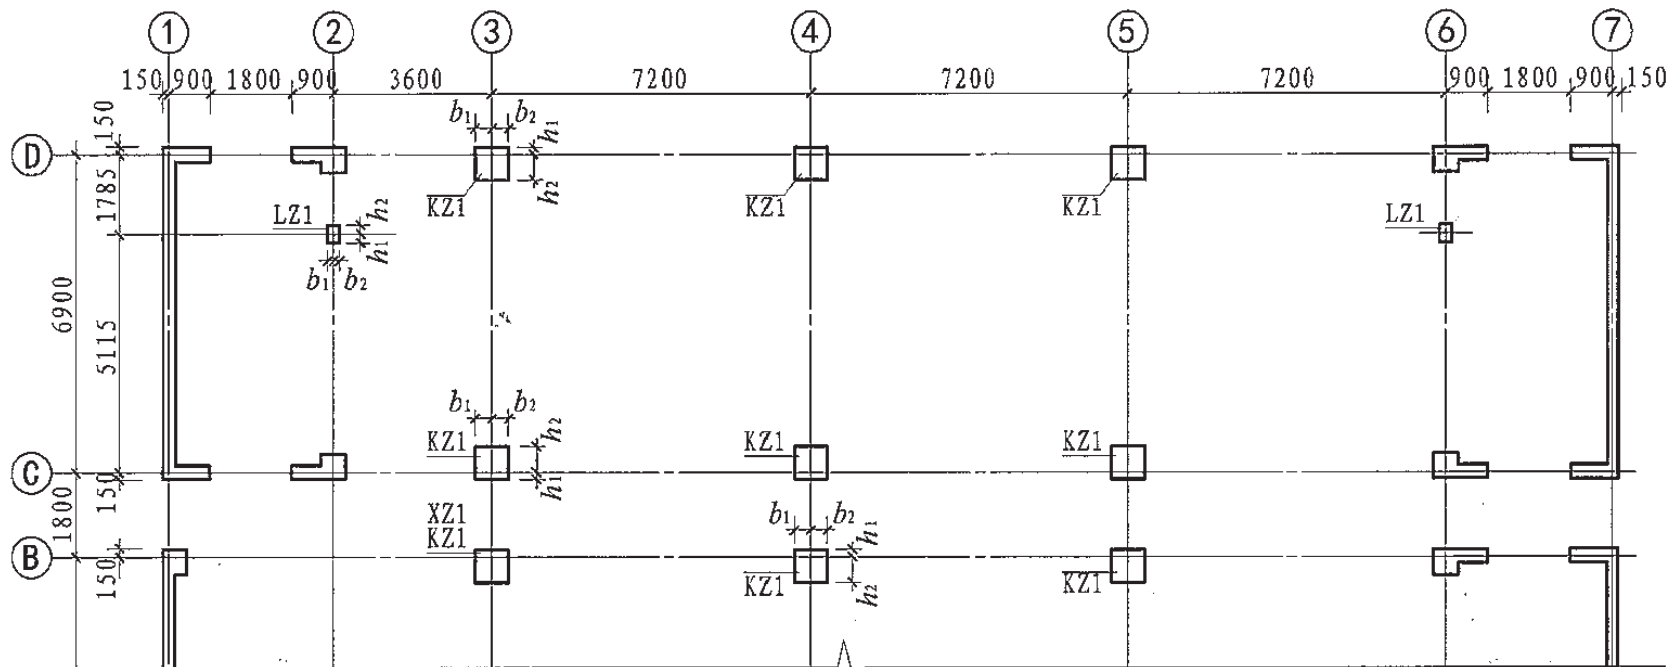 1 2 3 4 5 6 7
150 900 1800 900 3600 7200 7200 7200 900 1800 900 150
b1 b2
150
h1
D
h2
KZ1 KZ1 KZ1
1785
LZ1 h2 LZ1
h1
b1 b2
6900
5115
b1 b2
KZ1 h2 KZ1 KZ1
C
h1
150
1800
XZ1 b1 b2
KZ1 h1
B
150
KZ1 KZ1
h2